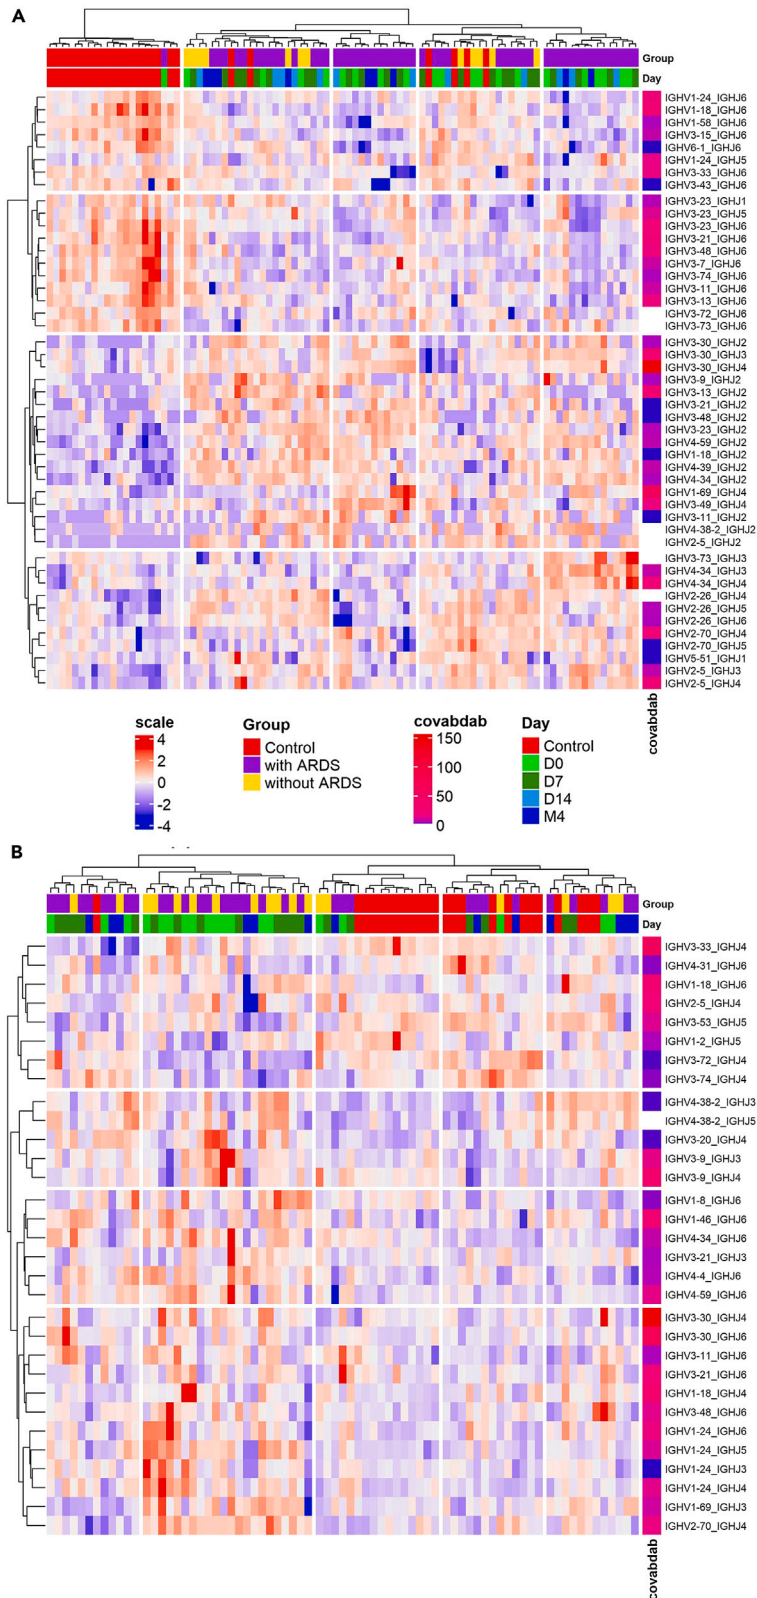 A
Group
Day
IGHV1-24_IGHJ6
IGHV1-18_IGHJ6
IGHV1-58_IGHJ6
IGHV3-15_IGHJ6
IGHV6-1_IGHJ6
IGHV1-24_IGHJ5
IGHV3-33_IGHJ6
IGHV3-43_IGHJ6
IGHV3-23_IGHJ1
IGHV3-23_IGHJ5
IGHV3-23_IGHJ6
IGHV3-21_IGHJ6
IGHV3-48_IGHJ6
IGHV3-7_IGHJ6
IGHV3-74_IGHJ6
IGHV3-11_IGHJ6
IGHV3-13_IGHJ6
IGHV3-72_IGHJ6
IGHV3-73_IGHJ6
IGHV3-30_IGHJ2
IGHV3-30_IGHJ3
IGHV3-30_IGHJ4
IGHV3-9_IGHJ2
IGHV3-13_IGHJ2
IGHV3-21_IGHJ2
IGHV3-48_IGHJ2
IGHV3-23_IGHJ2
IGHV4-59_IGHJ2
IGHV1-18_IGHJ2
IGHV4-39_IGHJ2
IGHV4-34_IGHJ2
IGHV1-69_IGHJ4
IGHV3-49_IGHJ4
IGHV3-11_IGHJ2
IGHV4-38-2_IGHJ2
IGHV2-5_IGHJ2
IGHV3-73_IGHJ3
IGHV4-34_IGHJ3
IGHV4-34_IGHJ4
IGHV2-26_IGHJ4
IGHV2-26_IGHJ5
IGHV2-26_IGHJ6
IGHV2-70_IGHJ4
IGHV2-70_IGHJ5
IGHV5-51_IGHJ1
IGHV2-5_IGHJ3
IGHV2-5_IGHJ4
covabdab
scale
4
2
0
-2
-4
Group
Control
with ARDS
without ARDS
covabdab
150
100
50
0
Day
Control
D0
D7
D14
M4
B
Group
Day
IGHV3-33_IGHJ4
IGHV4-31_IGHJ6
IGHV1-18_IGHJ6
IGHV2-5_IGHJ4
IGHV3-53_IGHJ5
IGHV1-2_IGHJ5
IGHV3-72_IGHJ4
IGHV3-74_IGHJ4
IGHV4-38-2_IGHJ3
IGHV4-38-2_IGHJ5
IGHV3-20_IGHJ4
IGHV3-9_IGHJ3
IGHV3-9_IGHJ4
IGHV1-8_IGHJ6
IGHV1-46_IGHJ6
IGHV4-34_IGHJ6
IGHV3-21_IGHJ3
IGHV4-4_IGHJ6
IGHV4-59_IGHJ6
IGHV3-30_IGHJ4
IGHV3-30_IGHJ6
IGHV3-11_IGHJ6
IGHV3-21_IGHJ6
IGHV1-18_IGHJ4
IGHV3-48_IGHJ6
IGHV1-24_IGHJ6
IGHV1-24_IGHJ5
IGHV1-24_IGHJ3
IGHV1-24_IGHJ4
IGHV1-69_IGHJ3
IGHV2-70_IGHJ4
covabdab